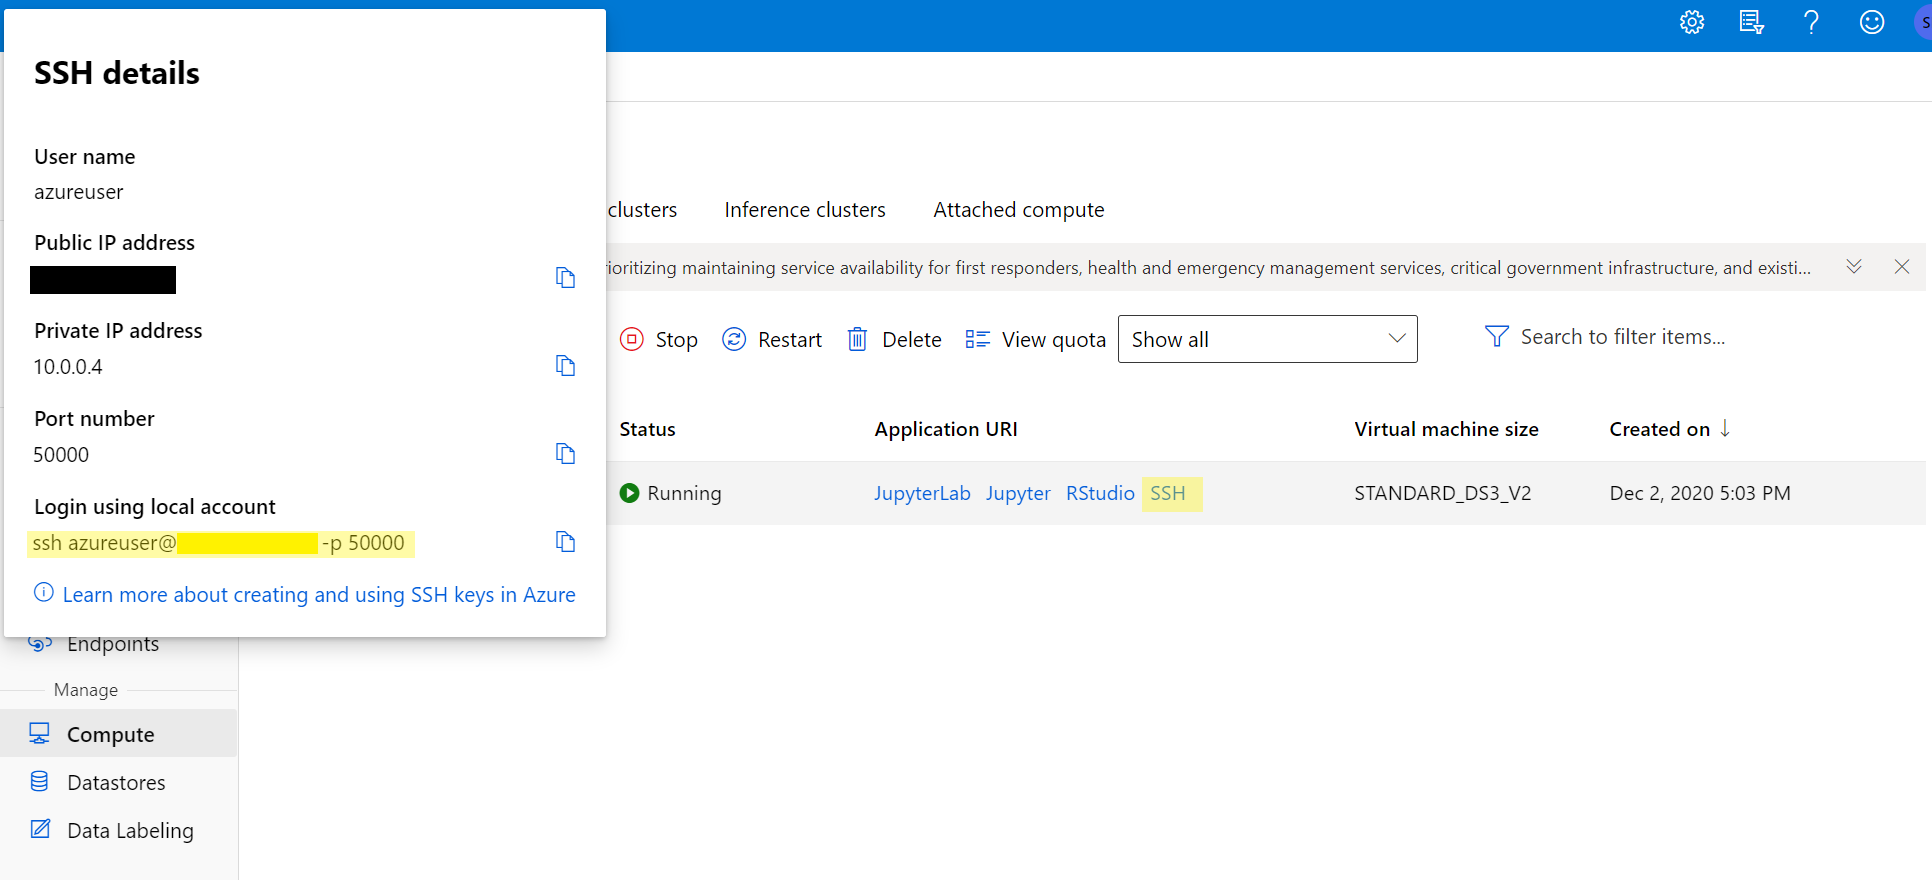 SSH details
User name
azureuser
Public IP address
Private IP address
10.0.0.4
Port number
50000
Login using local account
ssh azureuser@ -p 50000
Learn more about creating and using SSH keys in Azure
S
clusters Inference clusters Attached compute
ioritizing maintaining service availability for first responders, health and emergency management services, critical government infrastructure, and existi...
Stop Restart Delete View quota Show all Search to filter items...
Status Application URI Virtual machine size Created on ↓
Running JupyterLab Jupyter RStudio SSH STANDARD_DS3_V2 Dec 2, 2020 5:03 PM
Endpoints
Manage
Compute
Datastores
Data Labeling